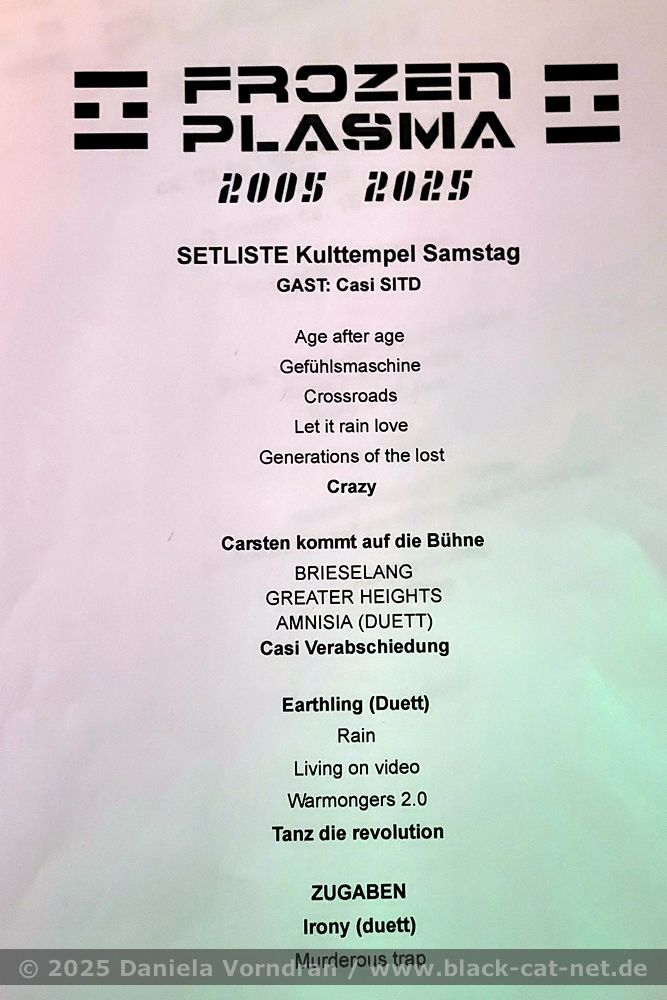 FROZEN
PLASMA
2005 2025
SETLISTE Kulttempel Samstag
GAST: Casi SITD
Age after age
Gefühlsmaschine
Crossroads
Let it rain love
Generations of the lost
Crazy
Carsten kommt auf die Bühne
BRIESELANG
GREATER HEIGHTS
AMNISIA (DUETT)
Casi Verabschiedung
Earthling (Duett)
Rain
Living on video
Warmongers 2.0
Tanz die revolution
ZUGABEN
Irony (duett)
Murderous trap
© 2025 Daniela Vorndran / www.black-cat-net.de